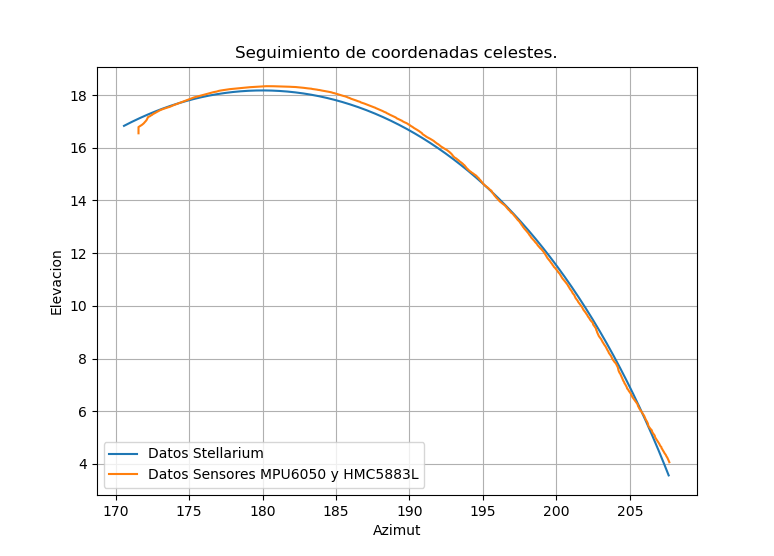 Seguimiento de coordenadas celestes.
18
16
14
12
10
8
6
4
Elevacion
Datos Stellarium
Datos Sensores MPU6050 y HMC5883L
170 175 180 185 190 195 200 205
Azimut